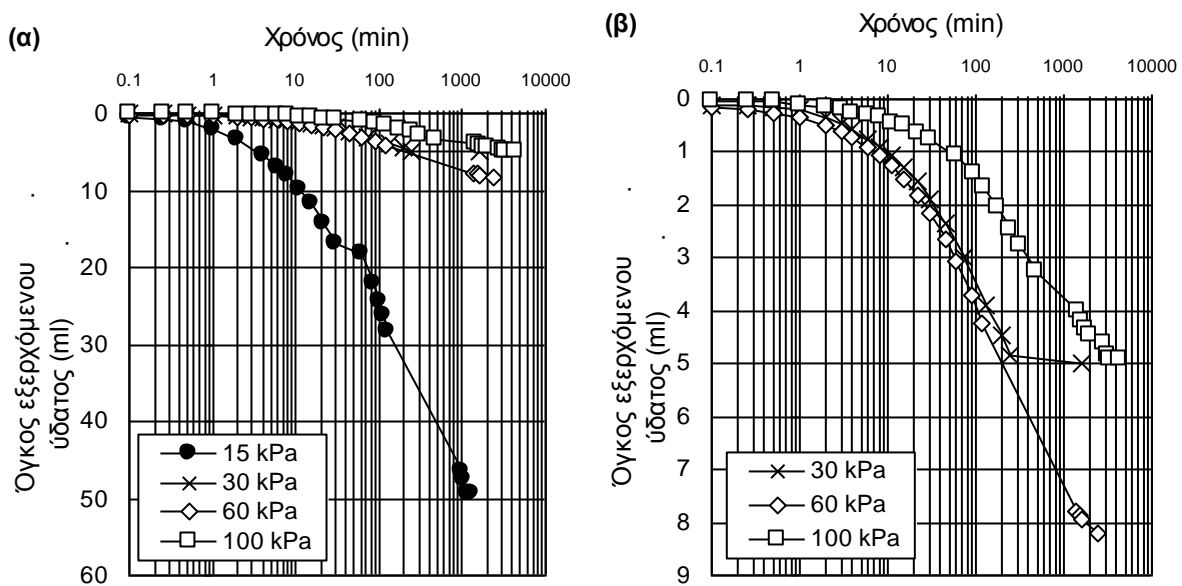 (α)
Χρόνος (min)
0.1 1 10 100 1000 10000
0
10
20
30
40
50
60
Όγκος εξερχόμενου
ύδατος (ml)
15 kPa
30 kPa
60 kPa
100 kPa
(β)
Χρόνος (min)
0.1 1 10 100 1000 10000
0
1
2
3
4
5
6
7
8
9
Όγκος εξερχόμενου
ύδατος (ml)
30 kPa
60 kPa
100 kPa